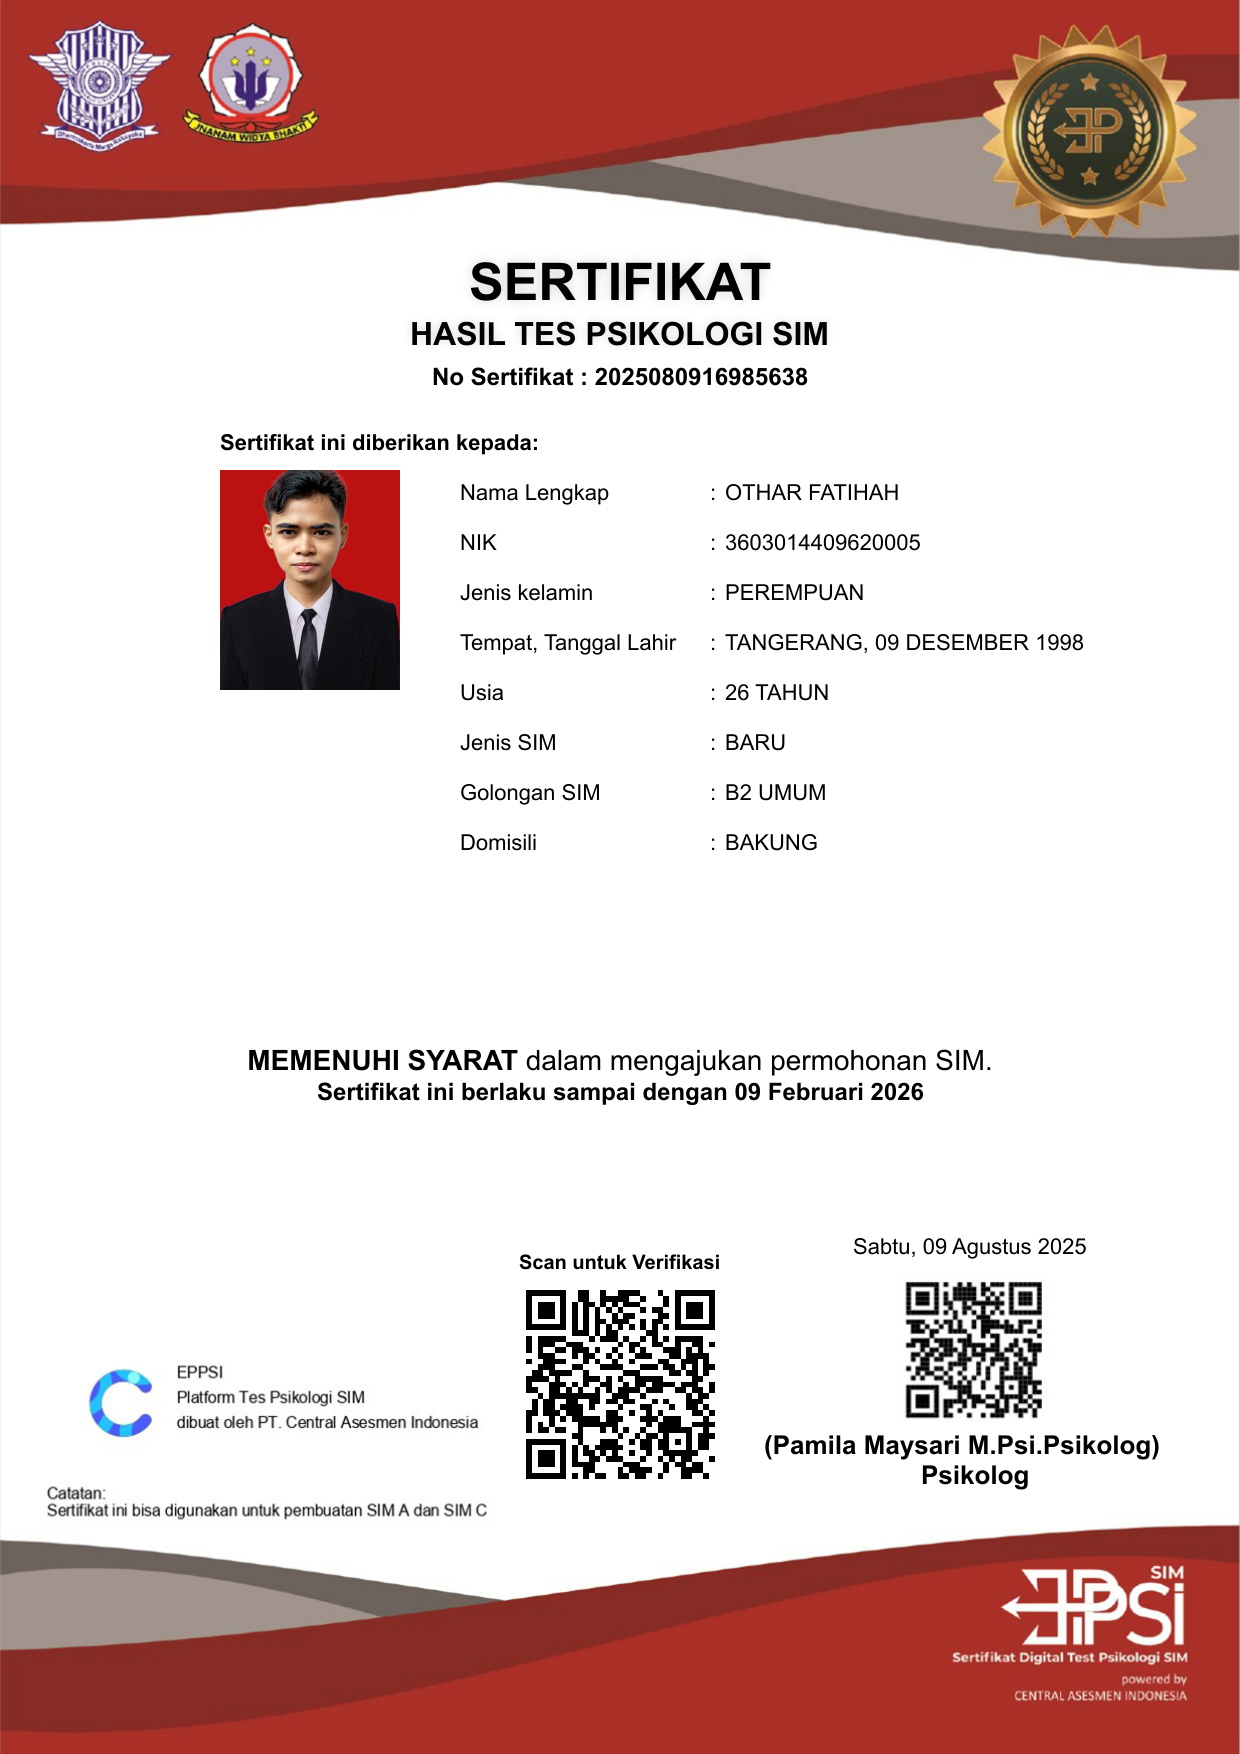 Dharmakerta Marga Raksyaka
JNANAM WIDYA BHAKTI
SERTIFIKAT
HASIL TES PSIKOLOGI SIM
No Sertifikat : 2025080916985638
Sertifikat ini diberikan kepada:
Nama Lengkap : OTHAR FATIHAH
NIK : 3603014409620005
Jenis kelamin : PEREMPUAN
Tempat, Tanggal Lahir : TANGERANG, 09 DESEMBER 1998
Usia : 26 TAHUN
Jenis SIM : BARU
Golongan SIM : B2 UMUM
Domisili : BAKUNG
MEMENUHI SYARAT dalam mengajukan permohonan SIM.
Sertifikat ini berlaku sampai dengan 09 Februari 2026
Sabtu, 09 Agustus 2025
Scan untuk Verifikasi
EPPSI
Platform Tes Psikologi SIM
dibuat oleh PT. Central Asesmen Indonesia
(Pamila Maysari M.Psi.Psikolog)
Psikolog
Catatan:
Sertifikat ini bisa digunakan untuk pembuatan SIM A dan SIM C
SIM
EPPSi
Sertifikat Digital Test Psikologi SIM
powered by
CENTRAL ASESMEN INDONESIA